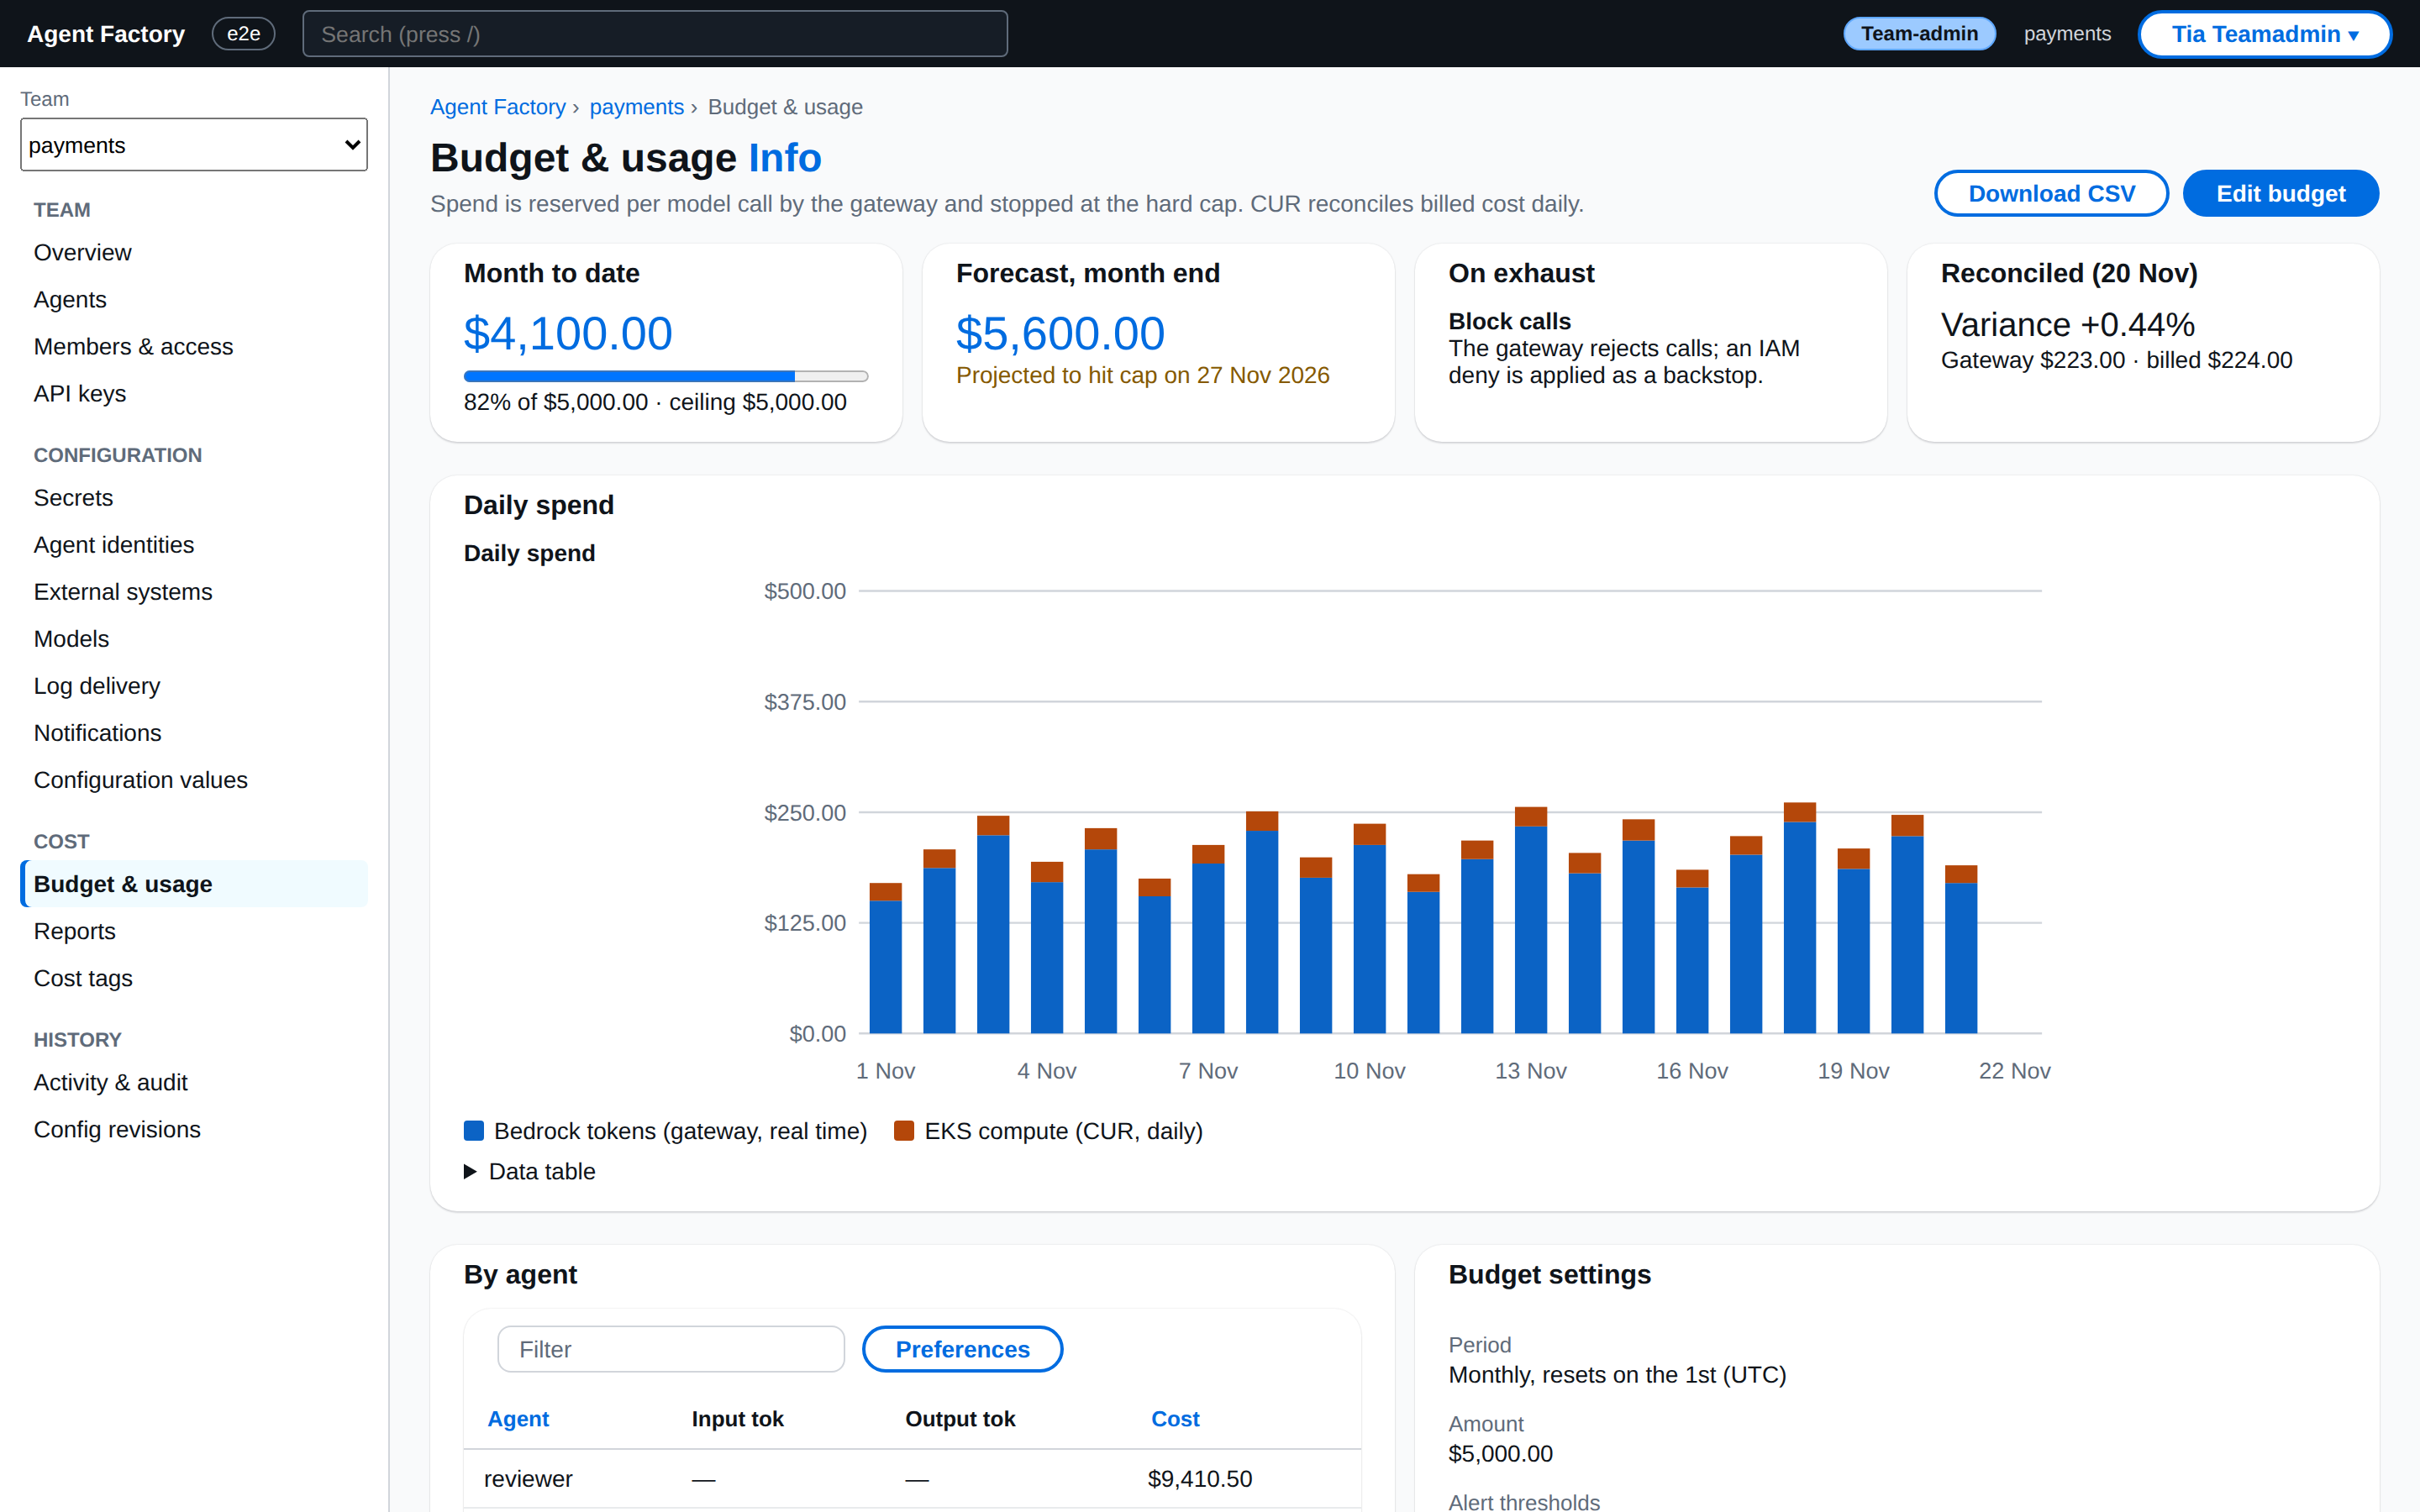 Agent Factory
e2e
Search (press /)
Team-admin
payments
Tia Teamadmin ▾
Team
payments
TEAM
Overview
Agents
Members & access
API keys
CONFIGURATION
Secrets
Agent identities
External systems
Models
Log delivery
Notifications
Configuration values
COST
Budget & usage
Reports
Cost tags
HISTORY
Activity & audit
Config revisions
Agent Factory › payments › Budget & usage
Budget & usage Info
Spend is reserved per model call by the gateway and stopped at the hard cap. CUR reconciles billed cost daily.
Download CSV
Edit budget
Month to date
$4,100.00
82% of $5,000.00 · ceiling $5,000.00
Forecast, month end
$5,600.00
Projected to hit cap on 27 Nov 2026
On exhaust
Block calls
The gateway rejects calls; an IAM
deny is applied as a backstop.
Reconciled (20 Nov)
Variance +0.44%
Gateway $223.00 · billed $224.00
Daily spend
Daily spend
$500.00
$375.00
$250.00
$125.00
$0.00
1 Nov 4 Nov 7 Nov 10 Nov 13 Nov 16 Nov 19 Nov 22 Nov
Bedrock tokens (gateway, real time) EKS compute (CUR, daily)
Data table
By agent
Filter
Preferences
Agent Input tok Output tok Cost
reviewer — — $9,410.50
Budget settings
Period
Monthly, resets on the 1st (UTC)
Amount
$5,000.00
Alert thresholds